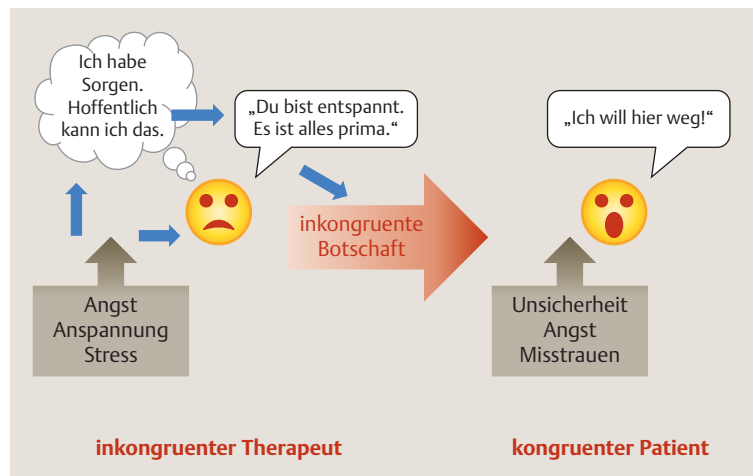 Ich habe
Sorgen.
Hoffentlich
kann ich das.
„Du bist entspannt.
Es ist alles prima.“
„Ich will hier weg!“
inkongruente
Botschaft
Angst
Anspannung
Stress
Unsicherheit
Angst
Misstrauen
inkongruenter Therapeut
kongruenter Patient